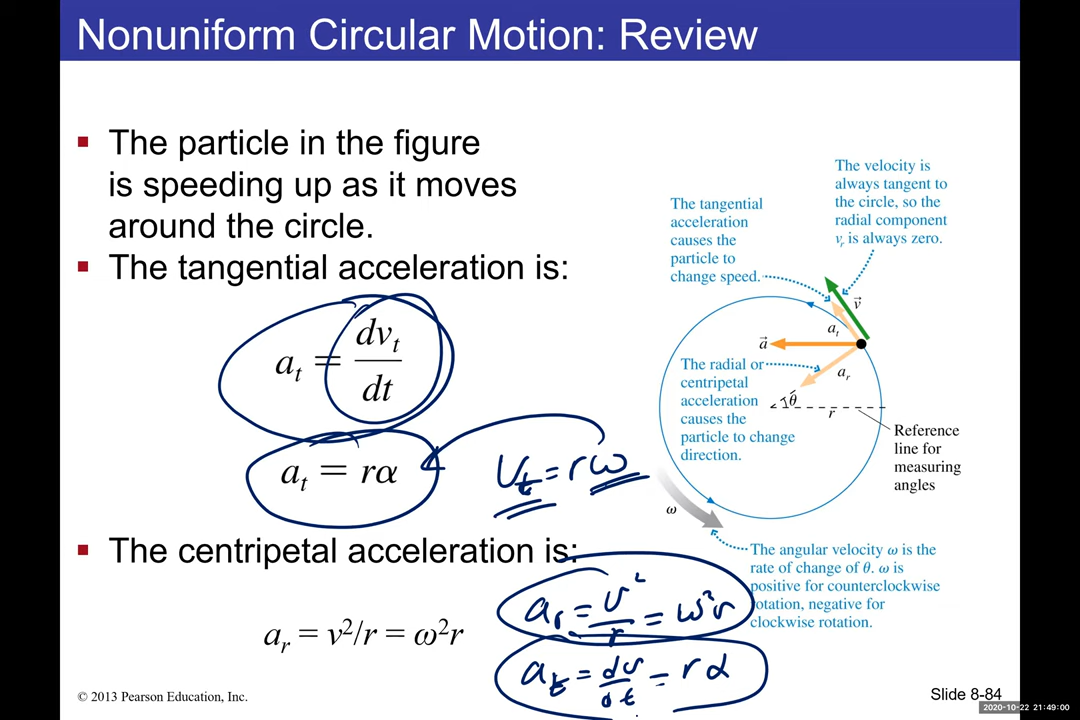 Nonuniform Circular Motion: Review
▪ The particle in the figure
is speeding up as it moves
around the circle.
▪ The tangential acceleration is:
a_t = dv_t/dt
a_t = rα
v_t = rω
▪ The centripetal acceleration is:
a_r = v²/r = ω²r
a_r = v²/r = ω²r
a_t = dv/dt = rα
The tangential
acceleration
causes the
particle to
change speed.
The velocity is
always tangent to
the circle, so the
radial component
v_r is always zero.
v⃗
a_t
a⃗
a_r
The radial or
centripetal
acceleration
causes the
particle to change
direction.
θ
r
Reference
line for
measuring
angles
ω
The angular velocity ω is the
rate of change of θ. ω is
positive for counterclockwise
rotation, negative for
clockwise rotation.
© 2013 Pearson Education, Inc.
Slide 8-84
2020-10-22 21:49:00